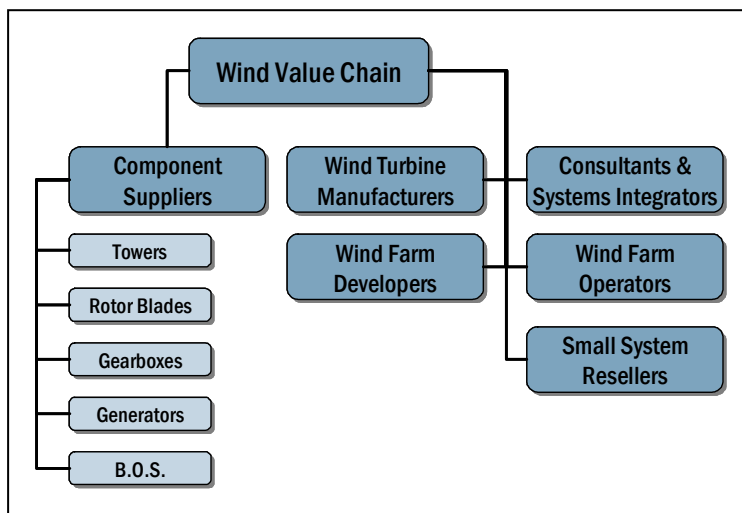 Wind Value Chain
Component
Suppliers
Towers
Rotor Blades
Gearboxes
Generators
B.O.S.
Wind Turbine
Manufacturers
Consultants &
Systems Integrators
Wind Farm
Developers
Wind Farm
Operators
Small System
Resellers